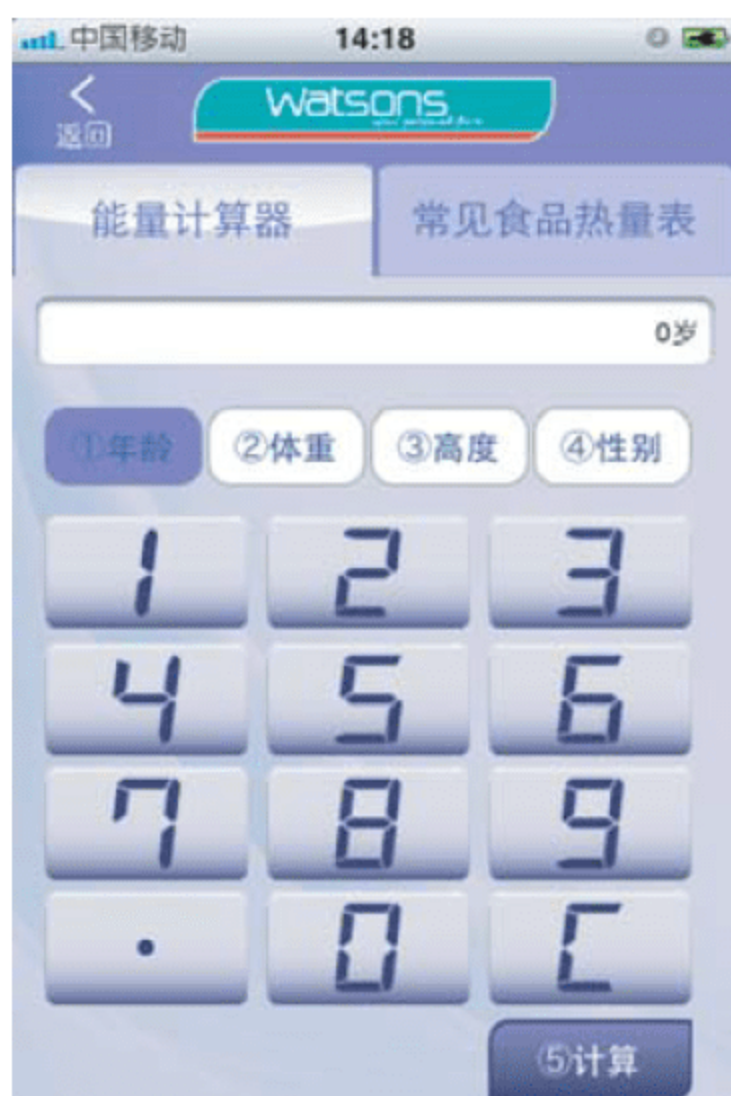 中国移动 14:18
Watsons
返回
能量计算器 常见食品热量表
0岁
①年龄 ②体重 ③高度 ④性别
1 2 3
4 5 6
7 8 9
. 0 C
⑤计算